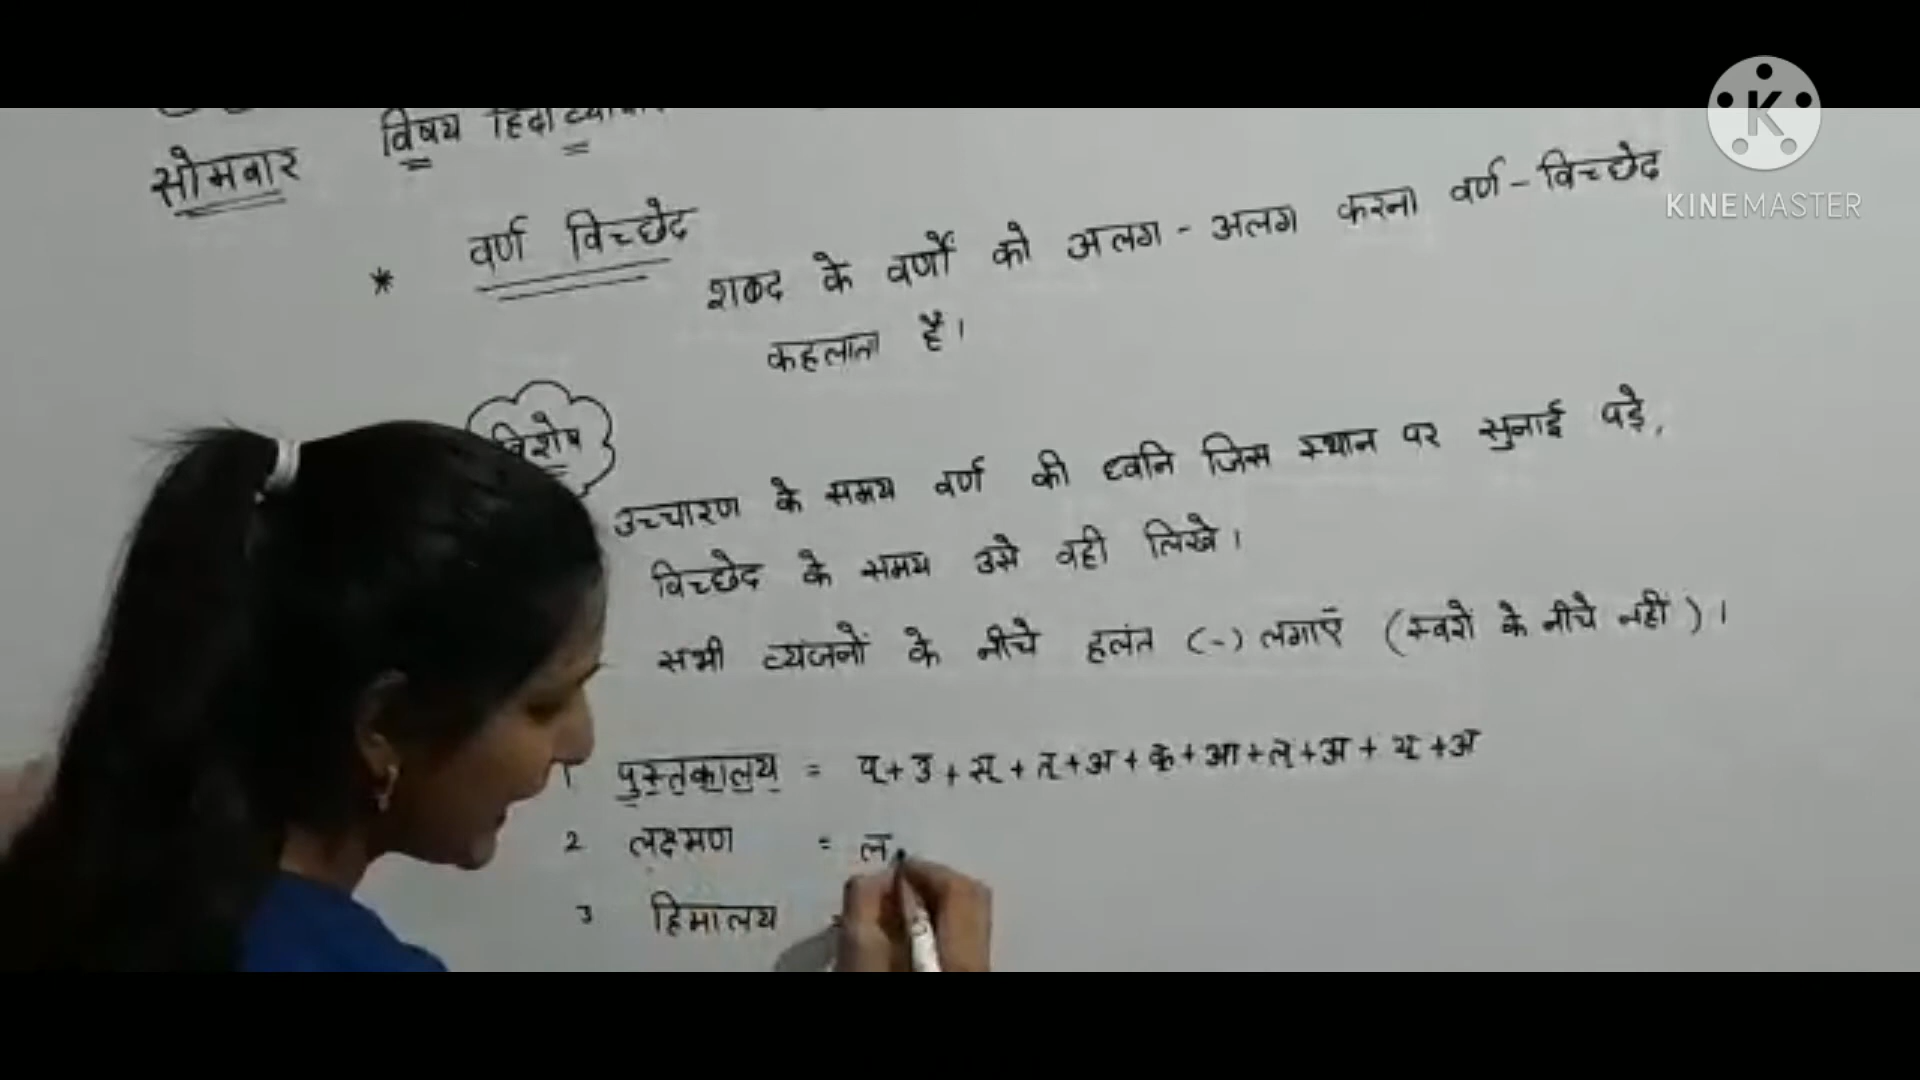 सोमवार विषय हिंदी
* वर्ण विच्छेद
शब्द के वर्णों को अलग - अलग करना वर्ण - विच्छेद
कहलाता है।
विशेष
उच्चारण के समय वर्ण की ध्वनि जिस स्थान पर सुनाई पड़े,
विच्छेद के समय उसे वही लिखे।
सभी व्यंजनों के नीचे हलंत (-) लगाएँ (स्वरों के नीचे नहीं)।
1 पुस्तकालय = प्+उ+स्+त्+अ+क्+आ+ल्+अ+य्+अ
2 लक्ष्मण = ल
3 हिमालय
K
KINEMASTER